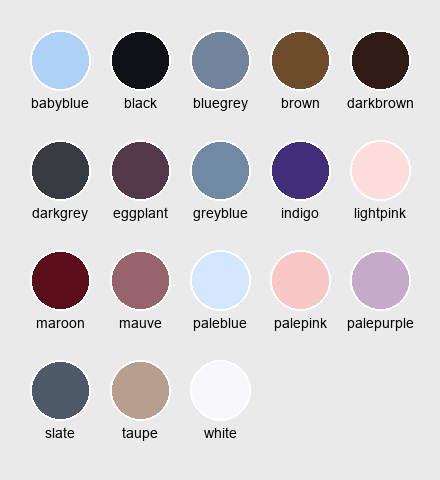 babyblue black bluegrey brown darkbrown
darkgrey eggplant greyblue indigo lightpink
maroon mauve paleblue palepink palepurple
slate taupe white